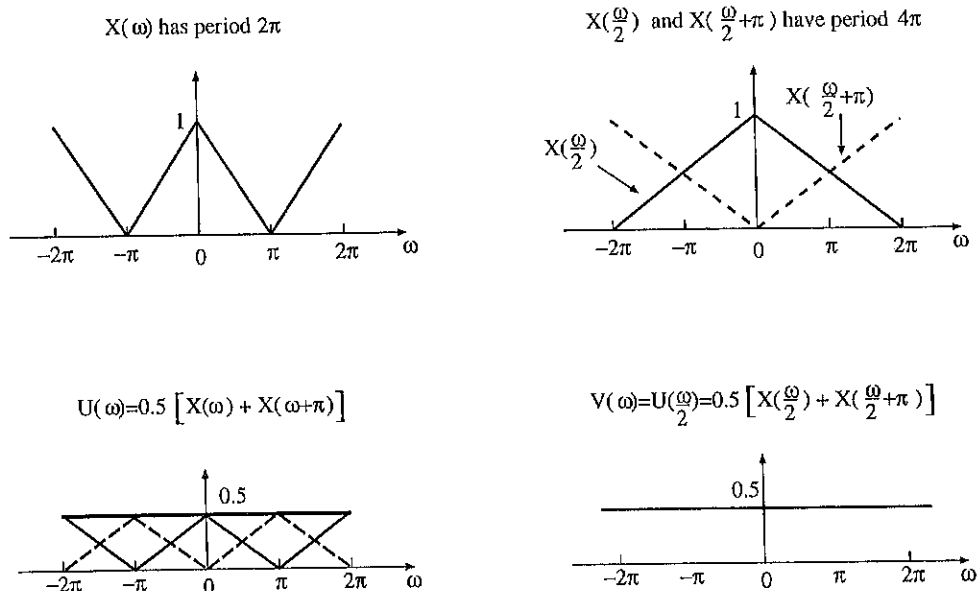 X(ω) has period 2π
X(ω/2) and X(ω/2+π) have period 4π
1
-2π -π 0 π 2π ω
1
X(ω/2)
X(ω/2+π)
-2π -π 0 π 2π ω
U(ω)=0.5 [X(ω) + X(ω+π)]
V(ω)=U(ω/2)=0.5 [X(ω/2) + X(ω/2+π)]
0.5
-2π -π 0 π 2π ω
0.5
-2π -π 0 π 2π ω